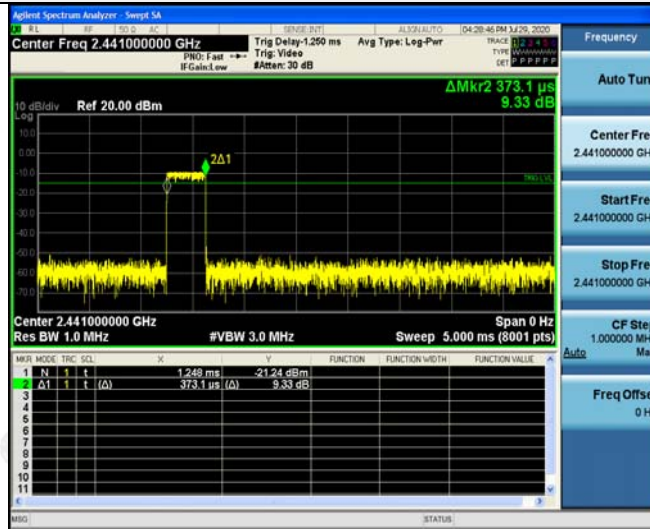 Agilent Spectrum Analyzer - Swept SA
RL RF 50 Ω AC SENSE:INT ALIGN AUTO 04:28:46 PM Jul 29, 2020
Center Freq 2.441000000 GHz
PNO: Fast
IFGain:Low
Trig Delay-1.250 ms
Trig: Video
#Atten: 30 dB
Avg Type: Log-Pwr
TRACE 1 2 3 4 5 6
TYPE
DET P P P P P P
ΔMkr2 373.1 µs
9.33 dB
10 dB/div Ref 20.00 dBm
Log
10.0
0.00
-10.0
-20.0
-30.0
-40.0
-50.0
-60.0
-70.0
2Δ1
TRIG LVL
Center 2.441000000 GHz Span 0 Hz
Res BW 1.0 MHz #VBW 3.0 MHz Sweep 5.000 ms (8001 pts)
MKR MODE TRC SCL X Y FUNCTION FUNCTION WIDTH FUNCTION VALUE
1 N 1 t 1.248 ms -21.24 dBm
2 Δ1 1 t (Δ) 373.1 µs (Δ) 9.33 dB
3
4
5
6
7
8
9
10
11
MSG STATUS
Frequency
Auto Tun
Center Fre
2.441000000 GH
Start Fre
2.441000000 GH
Stop Fre
2.441000000 GH
CF Ste
1.000000 MH
Auto Ma
Freq Offse
0 H